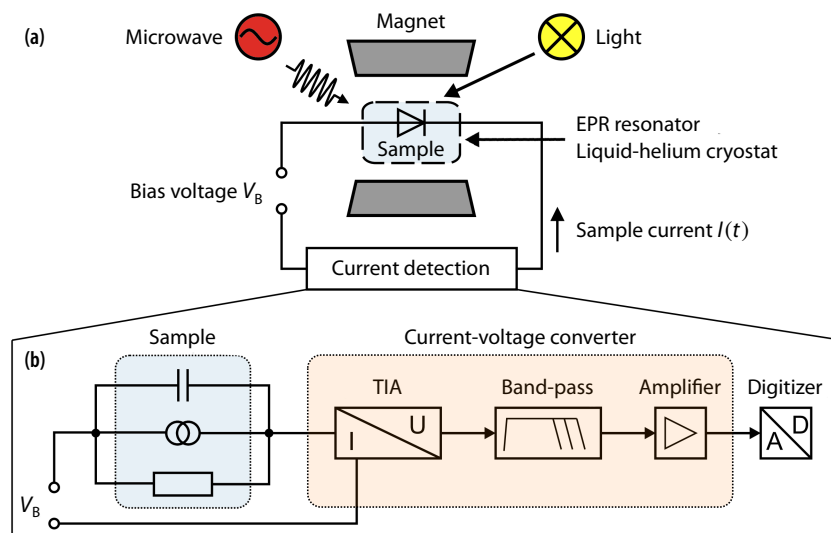 (a)
Microwave
Magnet
Light
Sample
EPR resonator
Liquid-helium cryostat
Bias voltage V_B
Sample current I(t)
Current detection
(b)
Sample
Current-voltage converter
TIA
Band-pass
Amplifier
Digitizer
I
U
A
D
V_B